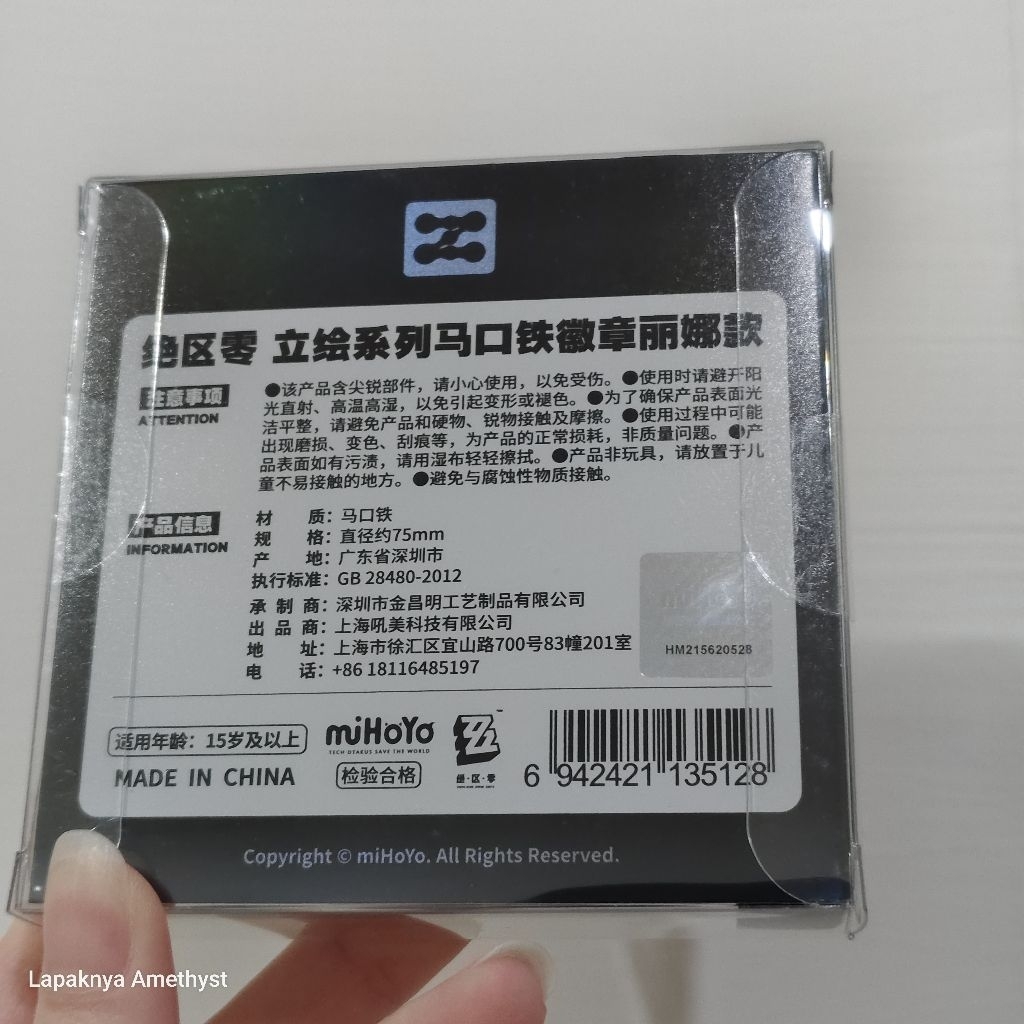 绝区零 立绘系列马口铁徽章丽娜款
注意事项
ATTENTION
●该产品含尖锐部件，请小心使用，以免受伤。●使用时请避开阳
光直射、高温高湿，以免引起变形或褪色。●为了确保产品表面光
洁平整，请避免产品和硬物、锐物接触及摩擦。●使用过程中可能
出现磨损、变色、刮痕等，为产品的正常损耗，非质量问题。●产
品表面如有污渍，请用湿布轻轻擦拭。●产品非玩具，请放置于儿
童不易接触的地方。●避免与腐蚀性物质接触。
产品信息
INFORMATION
材 质：马口铁
规 格：直径约75mm
产 地：广东省深圳市
执行标准：GB 28480-2012
承 制 商：深圳市金昌明工艺制品有限公司
出 品 商：上海吼美科技有限公司
地 址：上海市徐汇区宜山路700号83幢201室
电 话：+86 18116485197
miHoYo
HM215620528
适用年龄：15岁及以上
MADE IN CHINA
miHoYo
TECH OTAKUS SAVE THE WORLD
检验合格
绝·区·零
6 942421 135128
Copyright © miHoYo. All Rights Reserved.
Lapaknya Amethyst